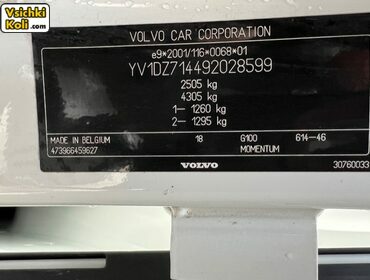 Vsichki
Koli.com
VOLVO CAR CORPORATION
e9*2001/116*0068*01
YV1DZ714492028599
2505 kg
4305 kg
1- 1260 kg
2- 1295 kg
MADE IN BELGIUM 18 G100 614-46
473966459627 MOMENTUM
VOLVO 30760033